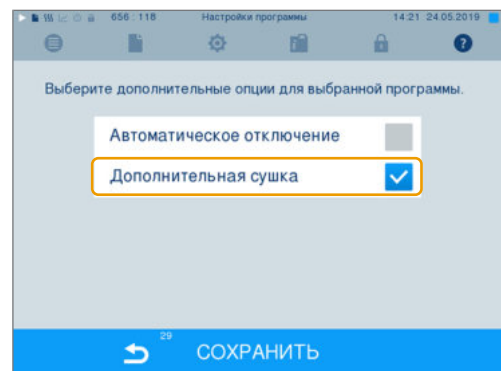 656 : 118 Настройки программы 14:21 24.05.2019
?
Выберите дополнительные опции для выбранной программы.
Автоматическое отключение
Дополнительная сушка
29
СОХРАНИТЬ